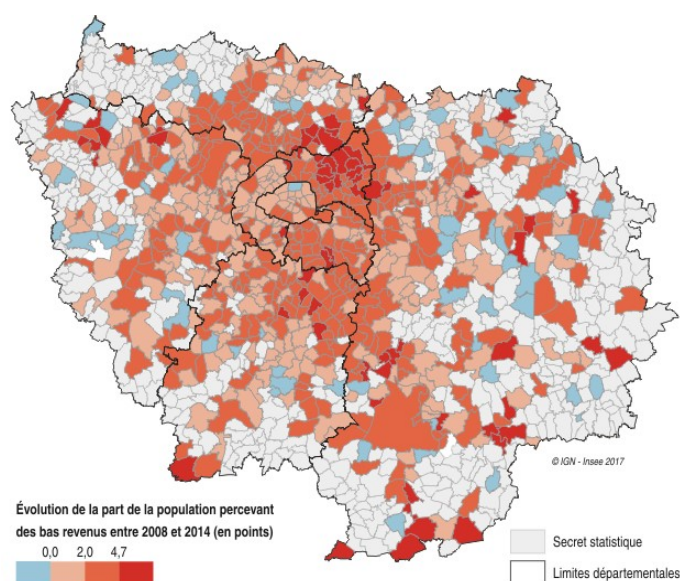 © IGN - Insee 2017
Évolution de la part de la population percevant
des bas revenus entre 2008 et 2014 (en points)
0,0 2,0 4,7
Secret statistique
Limites départementales